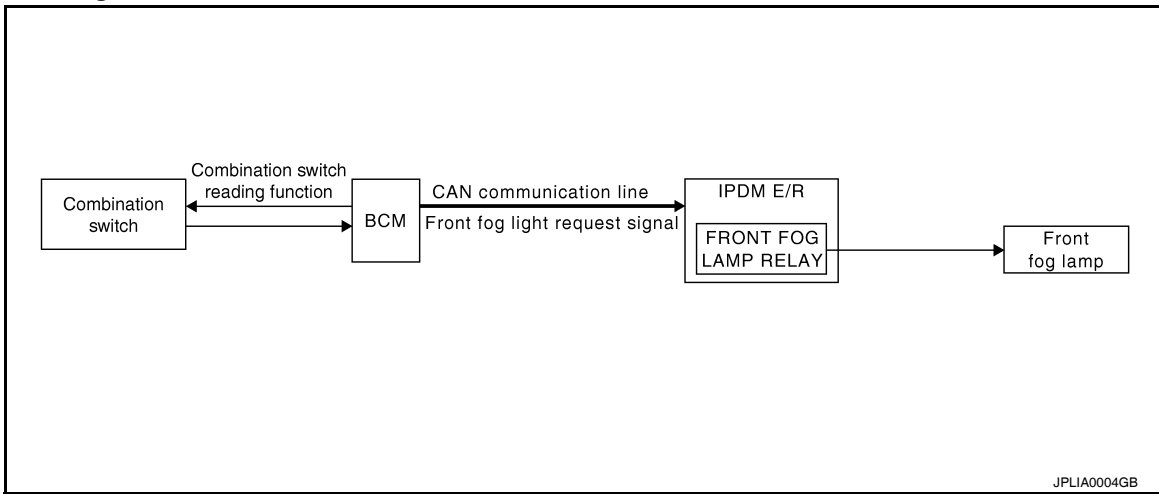 Combination switch
reading function
Combination
switch
BCM
CAN communication line
Front fog light request signal
IPDM E/R
FRONT FOG
LAMP RELAY
Front
fog lamp
JPLIA0004GB